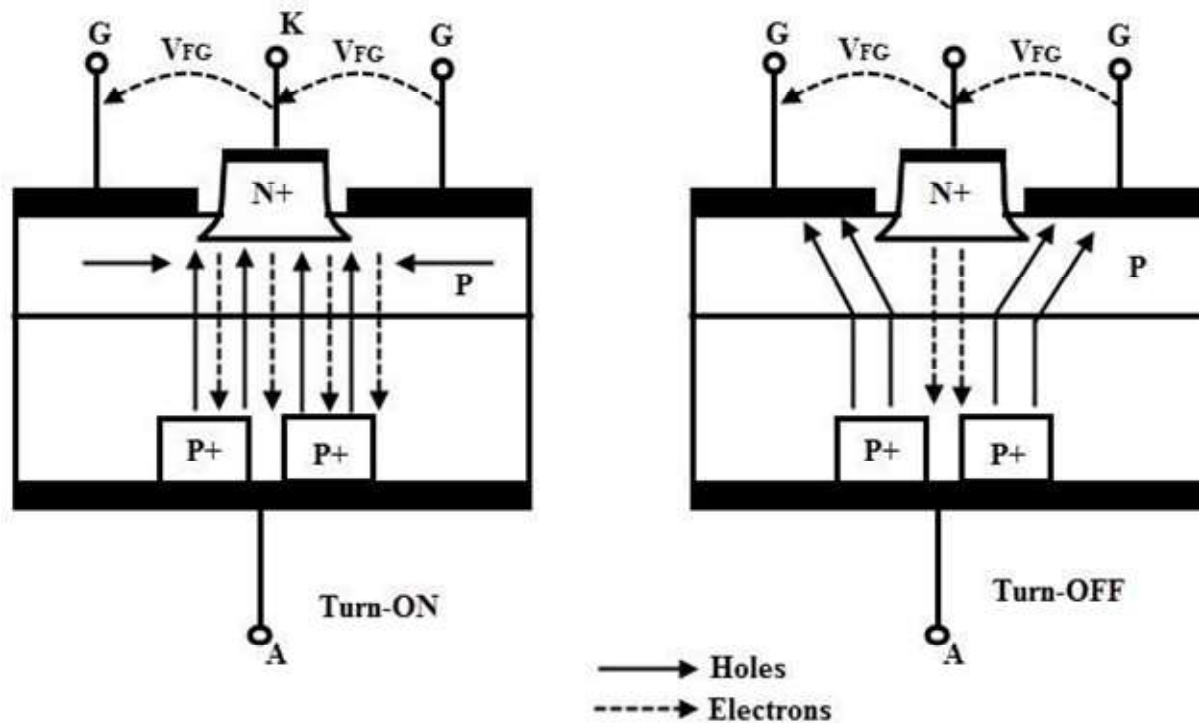 G
VFG
K
VFG
G
N+
P
P+
P+
Turn-ON
A
G
VFG
VFG
G
N+
P
P+
P+
Turn-OFF
A
Holes
Electrons